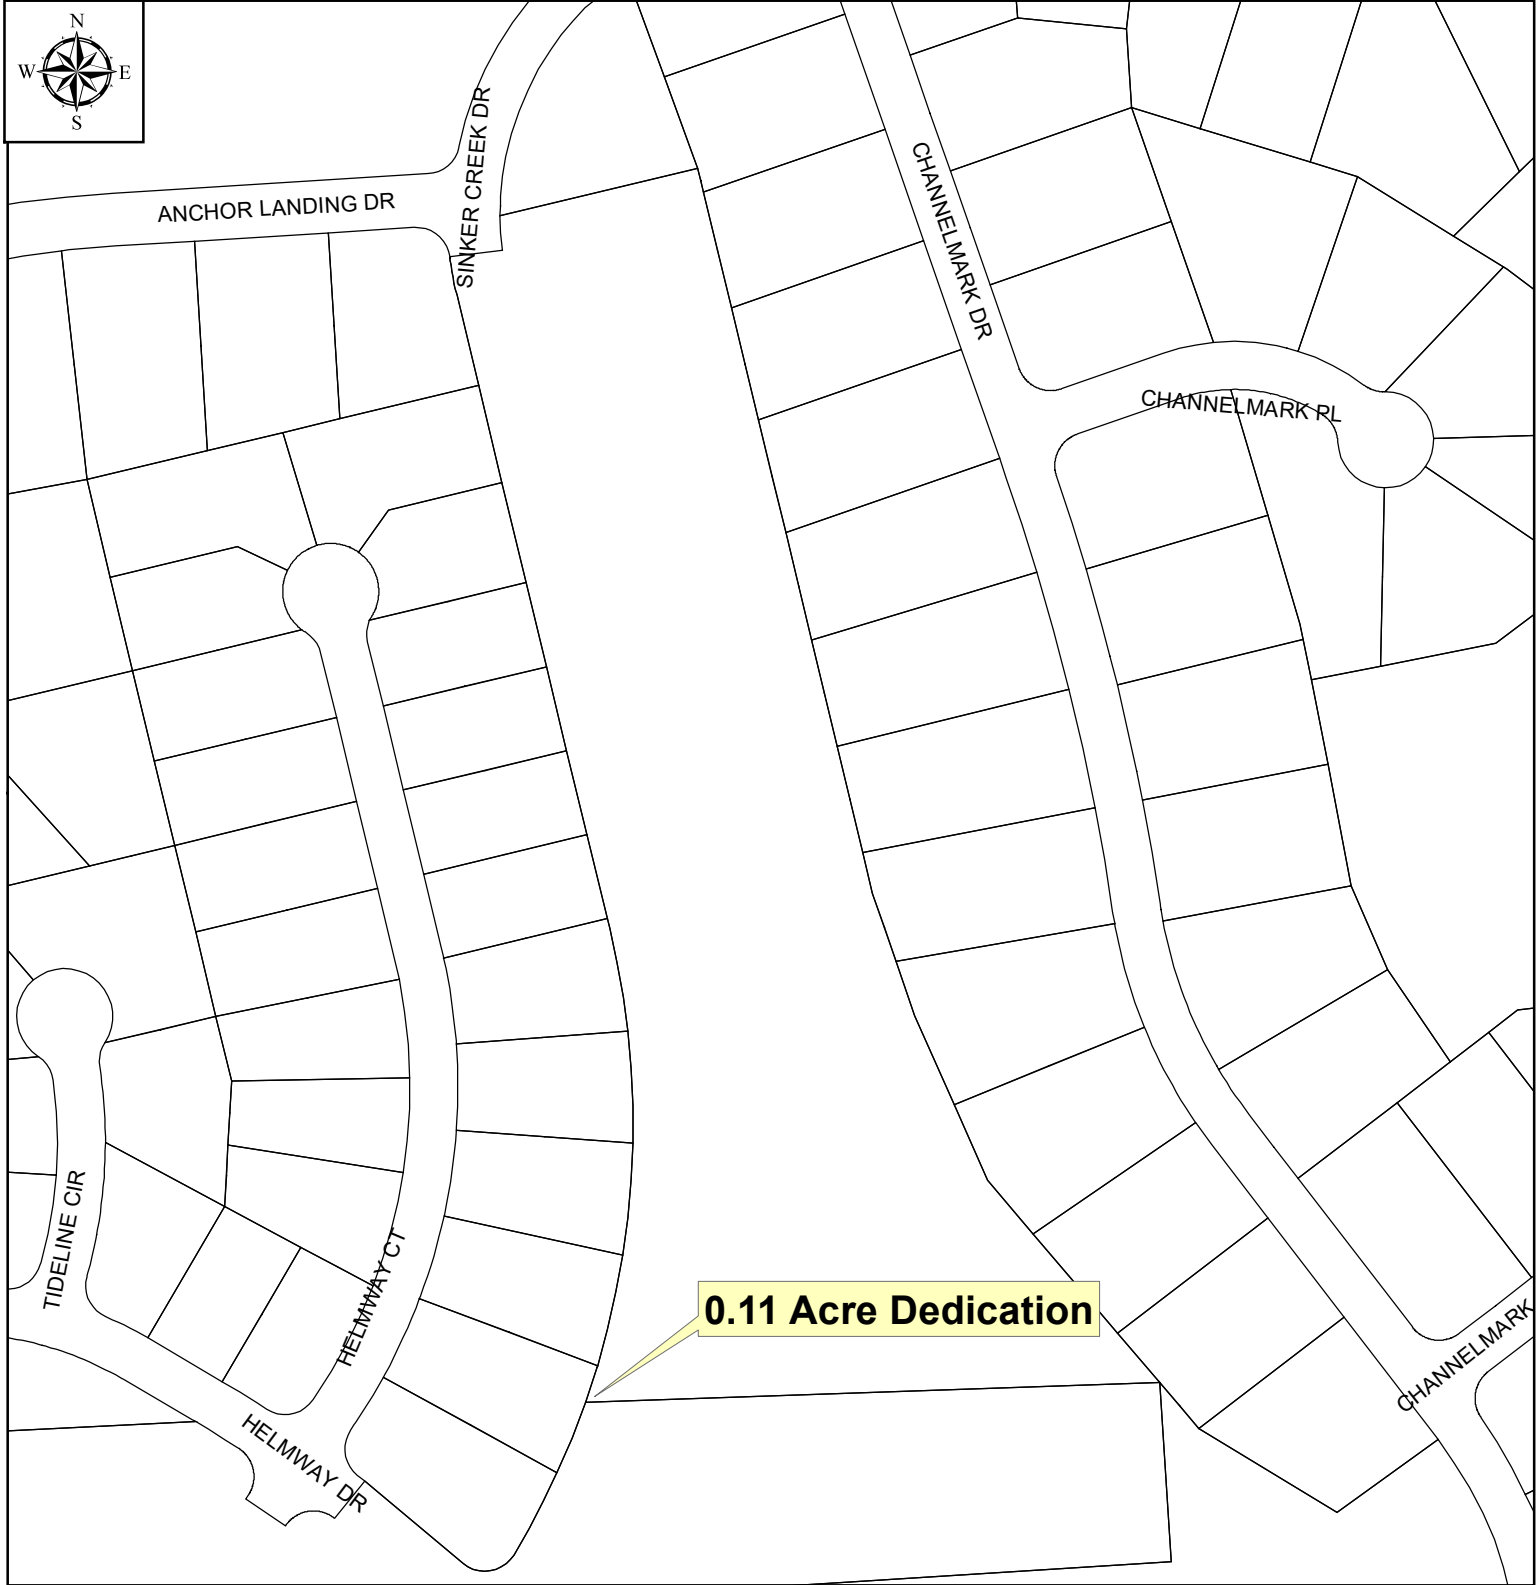 N
W E
S
SINKER CREEK DR
ANCHOR LANDING DR
CHANNELMARK DR
CHANNELMARK PL
TIDELINE CIR
HELMWAY CT
0.11 Acre Dedication
CHANNELMARK
HELMWAY DR